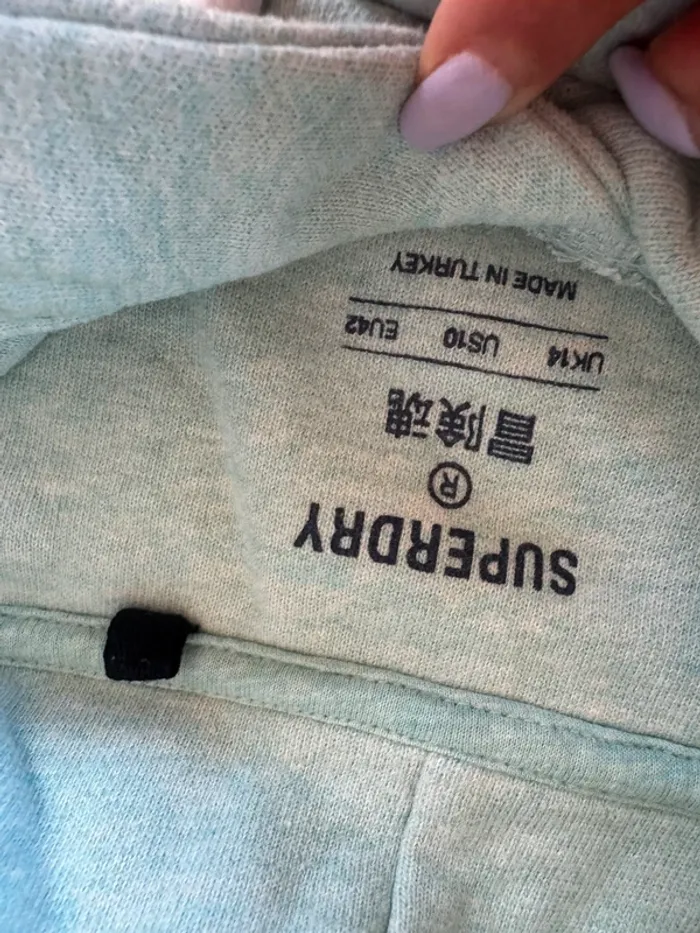 SUPERDRY
®
冒険魂
UK14 US10 EU42
MADE IN TURKEY